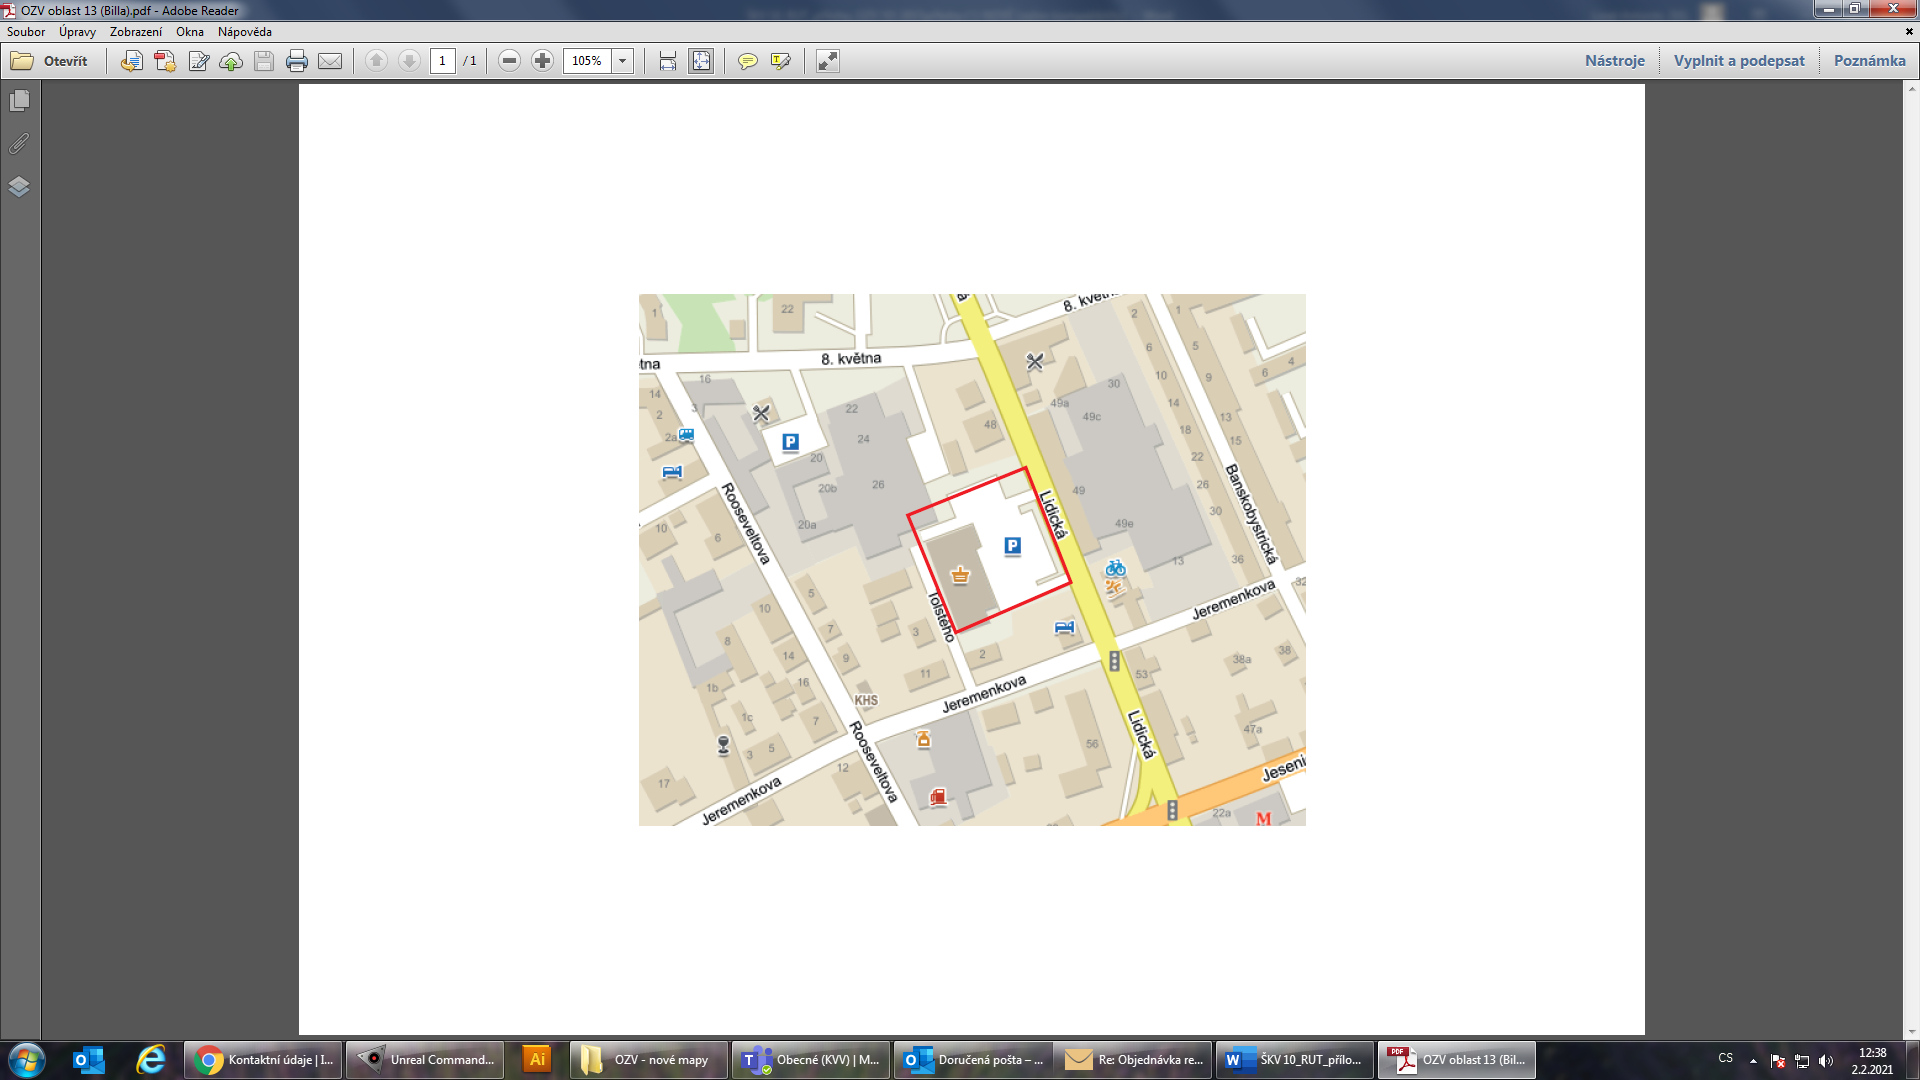 OZV oblast 13 (Billa).pdf - Adobe Reader
Soubor Úpravy Zobrazení Okna Nápověda
Otevřít 1 / 1 105% Nástroje Vyplnit a podepsat Poznámka
8. květn
1 22 2 1
8. května
tna 6 5 4
16 30 10 9 6
14 3 22 49a 14 13
2 48 49c 18 15
2a P 24
20 22
20b 26 49 26
Roosveltova Lidická Banskobystrická
10 20a 49e 30
6 P 13 36
5 32
10 Tolstého Jeremenkova
7 3
8 2 38
14 9 38a
11 53
1b 16 KHS Jeremenkova
1c 7 Lidická 47a
Rooseveltova
3 5 56
12 Jeseni
17
Jeremenkova 22a M
Kontaktní údaje | I...
Unreal Command...
Ai
OZV - nové mapy
Obecné (KVV) | M...
Doručená pošta – ...
Re: Objednávka re...
ŠKV 10_RUT_přílo...
OZV oblast 13 (Bil...
CS
12:38
2.2.2021